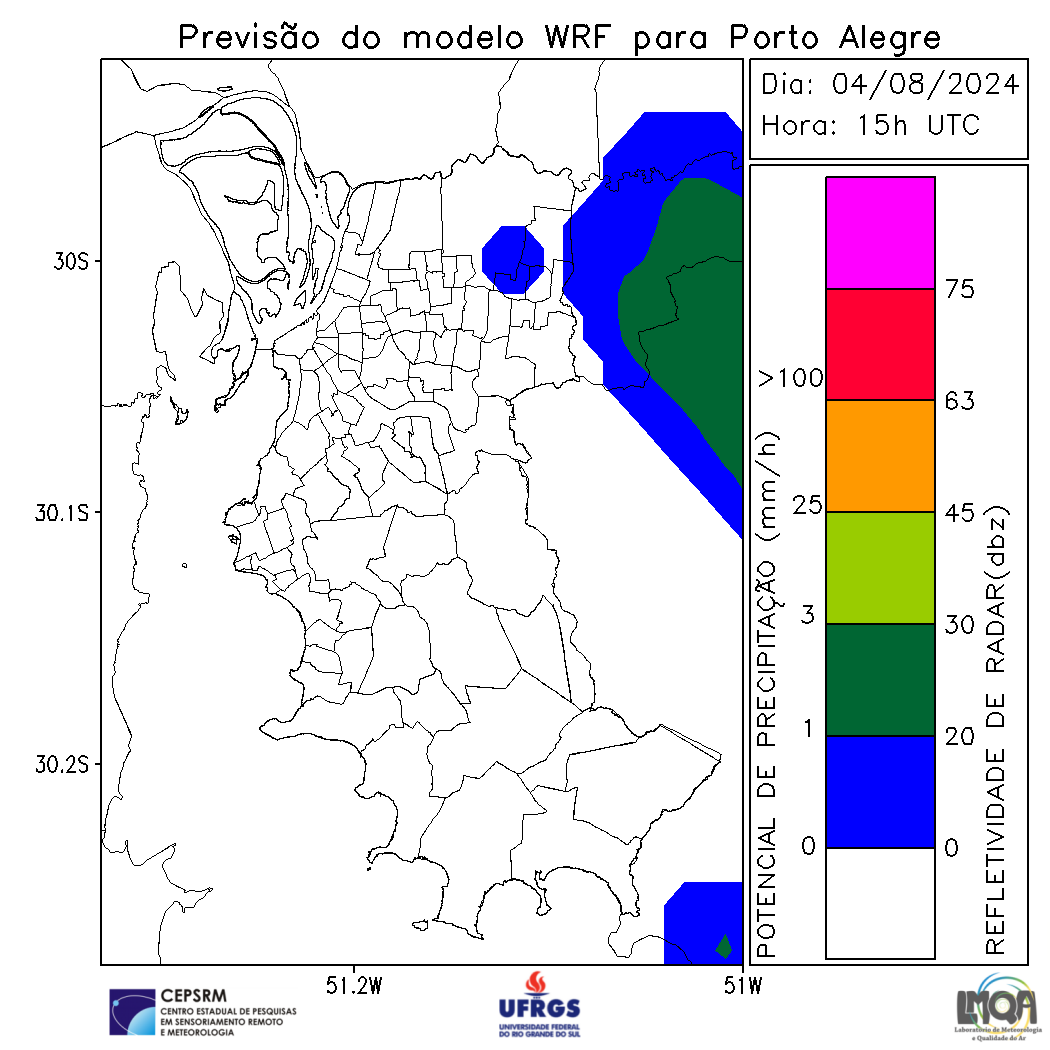 Previsão do modelo WRF para Porto Alegre
Dia: 04/08/2024
Hora: 15h UTC
30S
30.1S
30.2S
51.2W
51W
POTENCIAL DE PRECIPITAÇÃO (mm/h)
>100
25
3
1
0
75
63
45
30
20
0
REFLETIVIDADE DE RADAR(dbz)
CEPSRM
CENTRO ESTADUAL DE PESQUISAS
EM SENSORIAMENTO REMOTO
E METEOROLOGIA
UFRGS
UNIVERSIDADE FEDERAL
DO RIO GRANDE DO SUL
LMQA
Laboratório de Meteorologia
e Qualidade do Ar